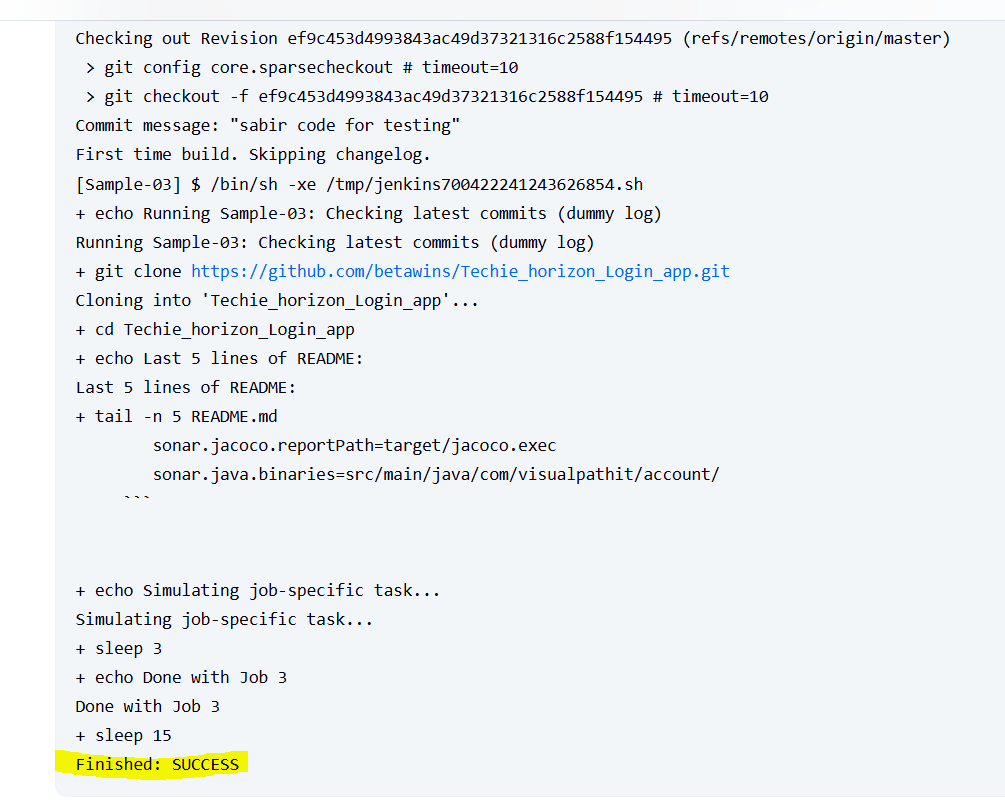 Checking out Revision ef9c453d4993843ac49d37321316c2588f154495 (refs/remotes/origin/master)
 > git config core.sparsecheckout # timeout=10
 > git checkout -f ef9c453d4993843ac49d37321316c2588f154495 # timeout=10
Commit message: "sabir code for testing"
First time build. Skipping changelog.
[Sample-03] $ /bin/sh -xe /tmp/jenkins700422241243626854.sh
+ echo Running Sample-03: Checking latest commits (dummy log)
Running Sample-03: Checking latest commits (dummy log)
+ git clone https://github.com/betawins/Techie_horizon_Login_app.git
Cloning into 'Techie_horizon_Login_app'...
+ cd Techie_horizon_Login_app
+ echo Last 5 lines of README:
Last 5 lines of README:
+ tail -n 5 README.md
        sonar.jacoco.reportPath=target/jacoco.exec
        sonar.java.binaries=src/main/java/com/visualpathit/account/
     ```
+ echo Simulating job-specific task...
Simulating job-specific task...
+ sleep 3
+ echo Done with Job 3
Done with Job 3
+ sleep 15
Finished: SUCCESS